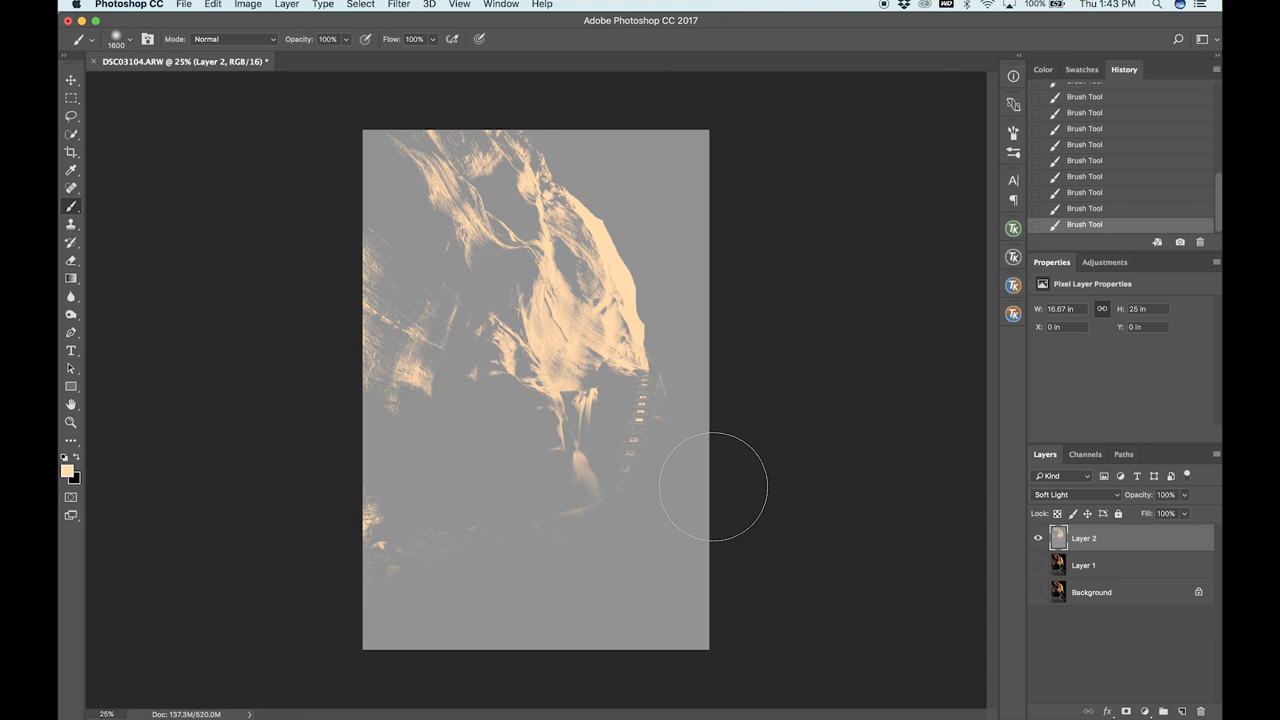 Photoshop CC File Edit Image Layer Type Select Filter 3D View Window Help 100% Thu 1:43 PM
Adobe Photoshop CC 2017
1600 Mode: Normal Opacity: 100% Flow: 100%
DSC03104.ARW @ 25% (Layer 2, RGB/16) *
Color Swatches History
Brush Tool
Brush Tool
Brush Tool
Brush Tool
Brush Tool
Brush Tool
Brush Tool
Brush Tool
Brush Tool
Properties Adjustments
Pixel Layer Properties
W: 16.67 in H: 25 in
X: 0 in Y: 0 in
TK
TK
TK
TK
Layers Channels Paths
Kind
Soft Light Opacity: 100%
Lock: Fill: 100%
Layer 2
Layer 1
Background
25% Doc: 137.3M/520.0M